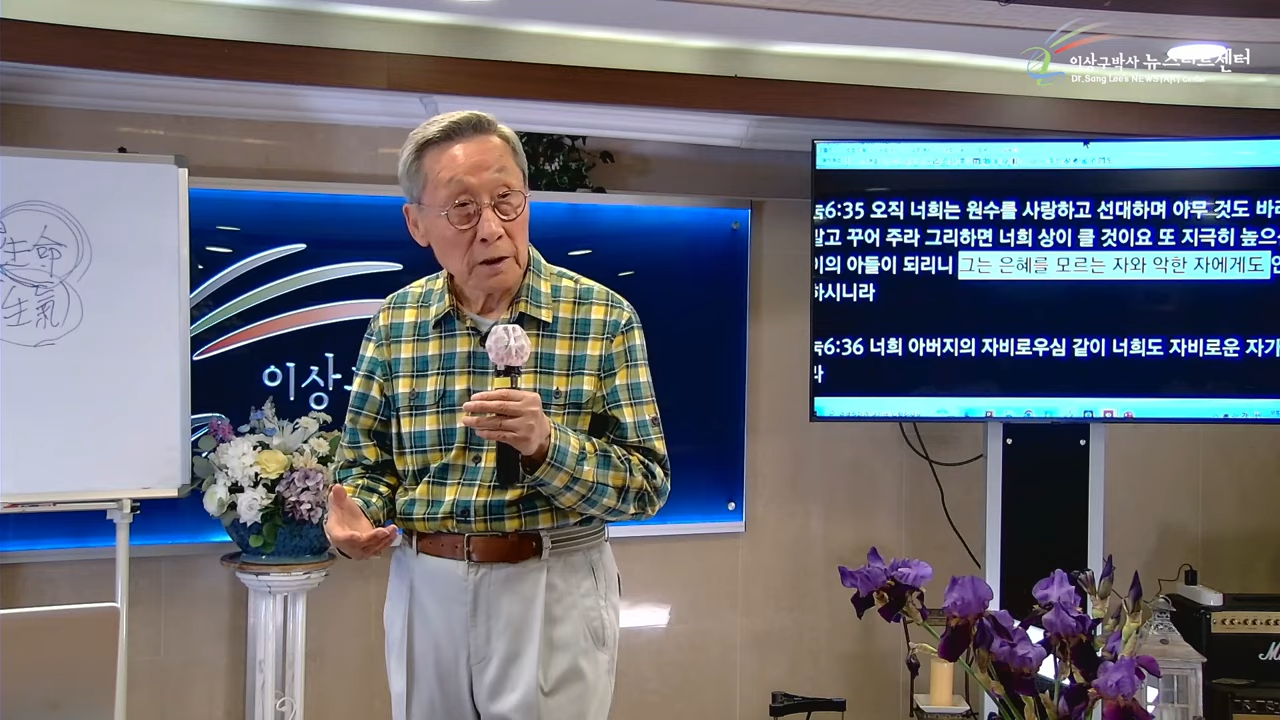 이상구박사 뉴스타트센터
Dr.Sang Lee's NEWSTART Center
生命
生氣
이상
6:35 오직 너희는 원수를 사랑하고 선대하며 아무 것도 바라
말고 꾸어 주라 그리하면 너희 상이 클 것이요 또 지극히 높으
이의 아들이 되리니 그는 은혜를 모르는 자와 악한 자에게도
하시니라
6:36 너희 아버지의 자비로우심 같이 너희도 자비로운 자가
라